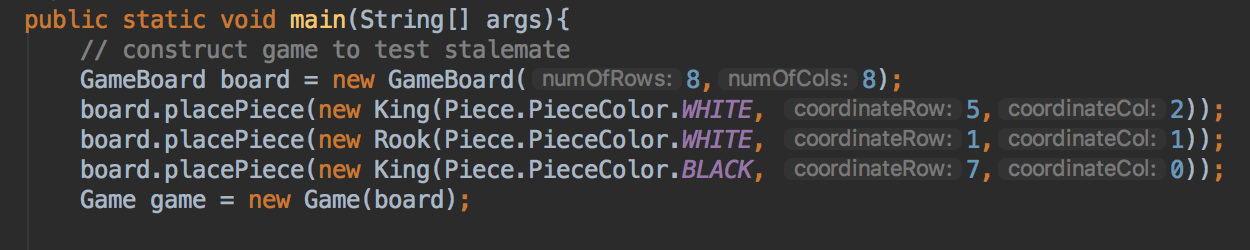 public static void main(String[] args){
// construct game to test stalemate
GameBoard board = new GameBoard( numOfRows: 8, numOfCols: 8);
board.placePiece(new King(Piece.PieceColor.WHITE, coordinateRow: 5, coordinateCol: 2));
board.placePiece(new Rook(Piece.PieceColor.WHITE, coordinateRow: 1, coordinateCol: 1));
board.placePiece(new King(Piece.PieceColor.BLACK, coordinateRow: 7, coordinateCol: 0));
Game game = new Game(board);